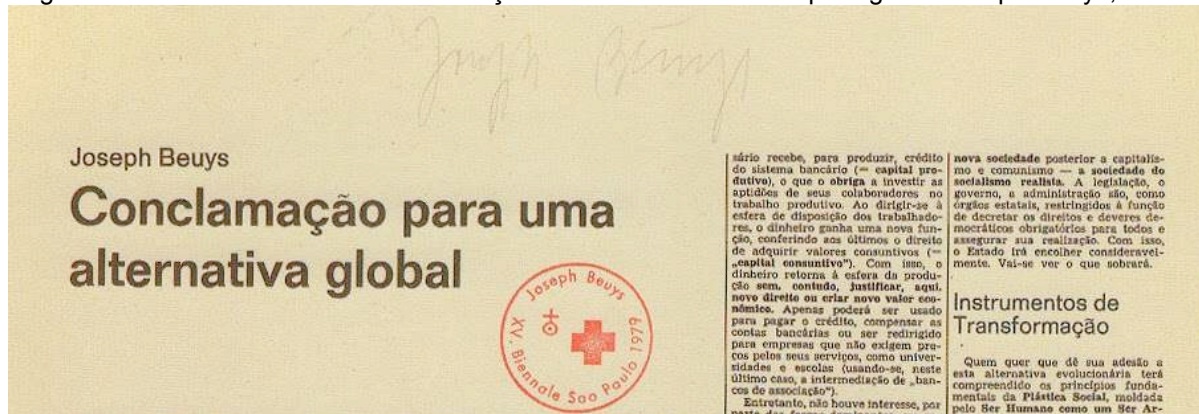 Joseph Beuys
Joseph Beuys
Conclamação para uma
alternativa global
Joseph Beuys
XV. Biennale Sao Paulo 1979
sário recebe, para produzir, crédito
do sistema bancário (= capital pro-
dutivo), o que o obriga a investir as
aptidões de seus colaboradores no
trabalho produtivo. Ao dirigir-se à
esfera de disposição dos trabalhado-
res, o dinheiro ganha uma nova fun-
ção, conferindo aos últimos o direito
de adquirir valores consuntivos (=
„capital consuntivo"). Com isso, o
dinheiro retorna à esfera da produ-
ção sem, contudo, justificar, aqui,
novo direito ou criar novo valor eco-
nômico. Apenas poderá ser usado
para pagar o crédito, compensar as
contas bancárias ou ser redirigido
para empresas que não exigem pre-
cos pelos seus serviços, como univer-
sidades e escolas (usando-se, neste
último caso, a intermediação de „ban-
cos de associação").
Entretanto, não houve interesse, por
nova sociedade posterior a capitalis-
mo e comunismo — a sociedade do
socialismo realista. A legislação, o
governo, a administração são, como
órgãos estatais, restringidos à função
de decretar os direitos e deveres de-
mocráticos obrigatórios para todos e
assegurar sua realização. Com isso,
o Estado irá encolher consideravel-
mente. Vai-se ver o que sobrará.
Instrumentos de
Transformação
Quem quer que dê sua adesão a
esta alternativa evolucionária terá
compreendido os princípios funda-
mentais da Plástica Social, moldada
pelo Ser Humano como um Ser Ar-